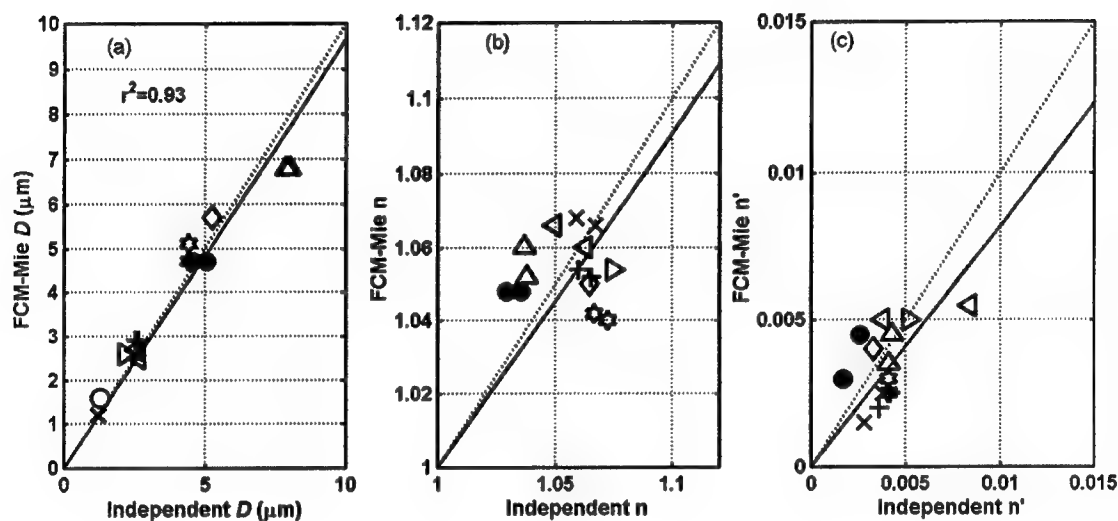 (a)
r²=0.93
FCM-Mie D (μm)
10
9
8
7
6
5
4
3
2
1
0
0 5 10
Independent D (μm)
(b)
FCM-Mie n
1.12
1.1
1.08
1.06
1.04
1.02
1
1 1.05 1.1
Independent n
(c)
FCM-Mie n'
0.015
0.01
0.005
0
0 0.005 0.01 0.015
Independent n'